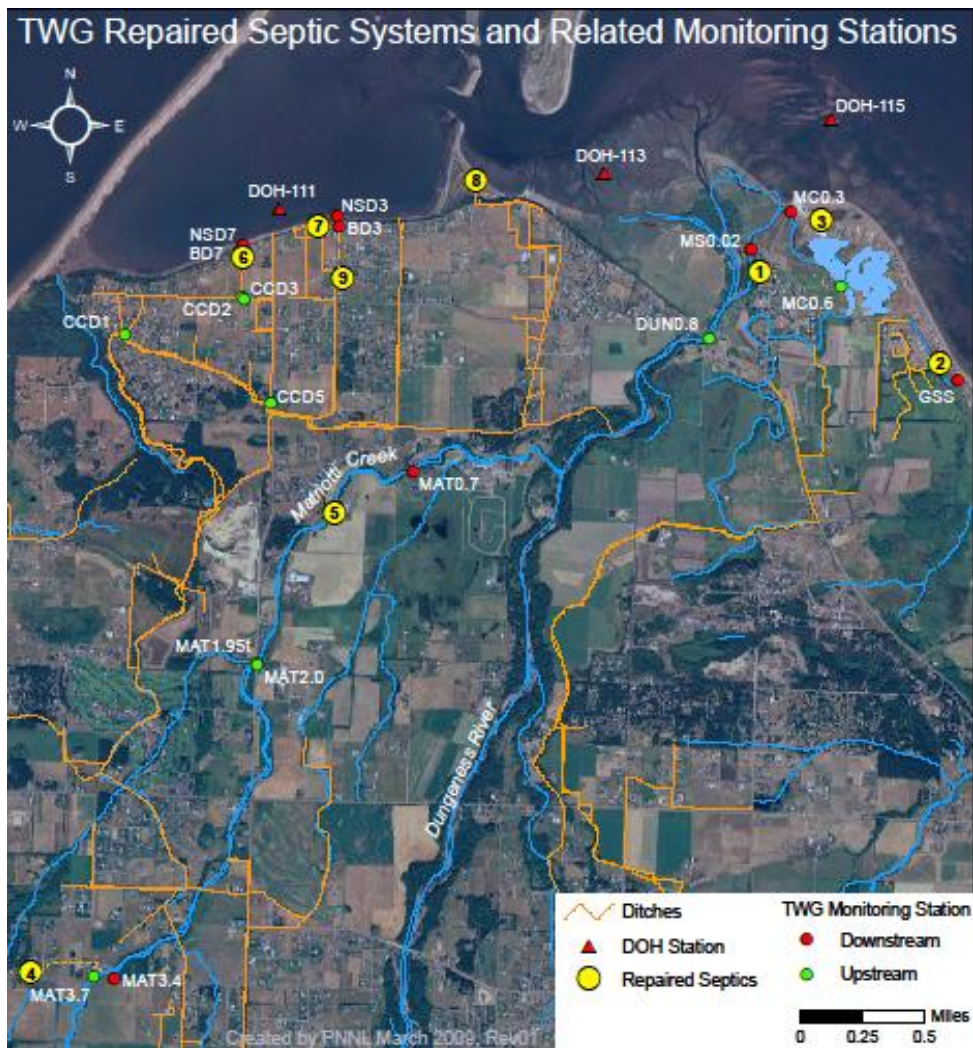 TWG Repaired Septic Systems and Related Monitoring Stations
N
W
E
S
DOH-115
DOH-113
8
DOH-111
NSD3
MC0.3
3
7
BD3
NSD7
BD7
6
MS0.02
1
9
CCD3
CCD2
MC0.6
CCD1
DUN0.8
2
GSS
CCD5
Matriotti Creek
MAT0.7
5
MAT1.95t
MAT2.0
Dungeness River
4
MAT3.7
MAT3.4
Ditches
DOH Station
Repaired Septics
TWG Monitoring Station
Downstream
Upstream
Miles
0 0.25 0.5
Created by PNNL March 2009, Rev01